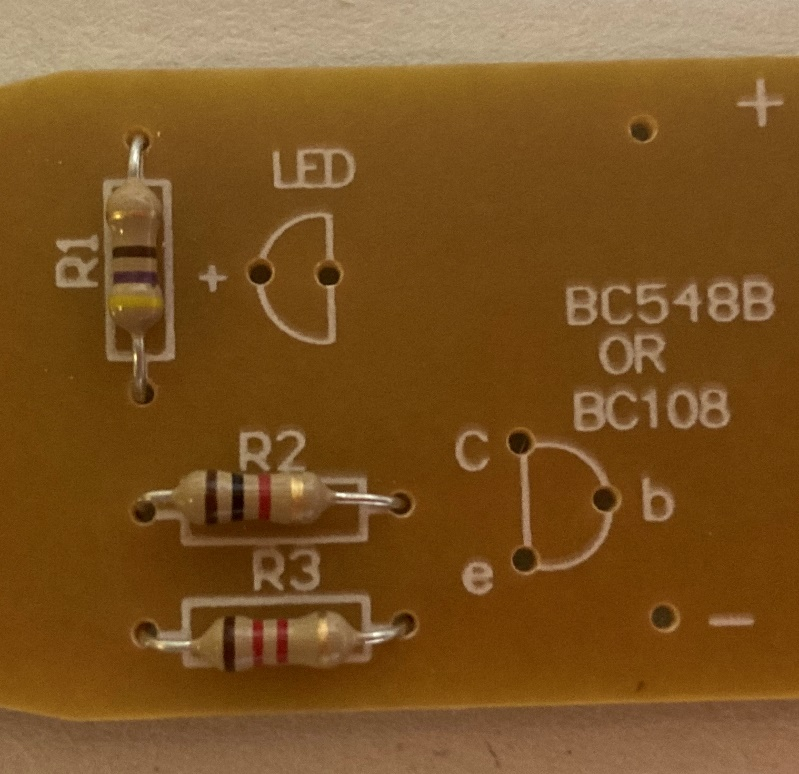 +
LED
R1
+
BC548B
OR
BC108
R2
C
b
e
R3
−